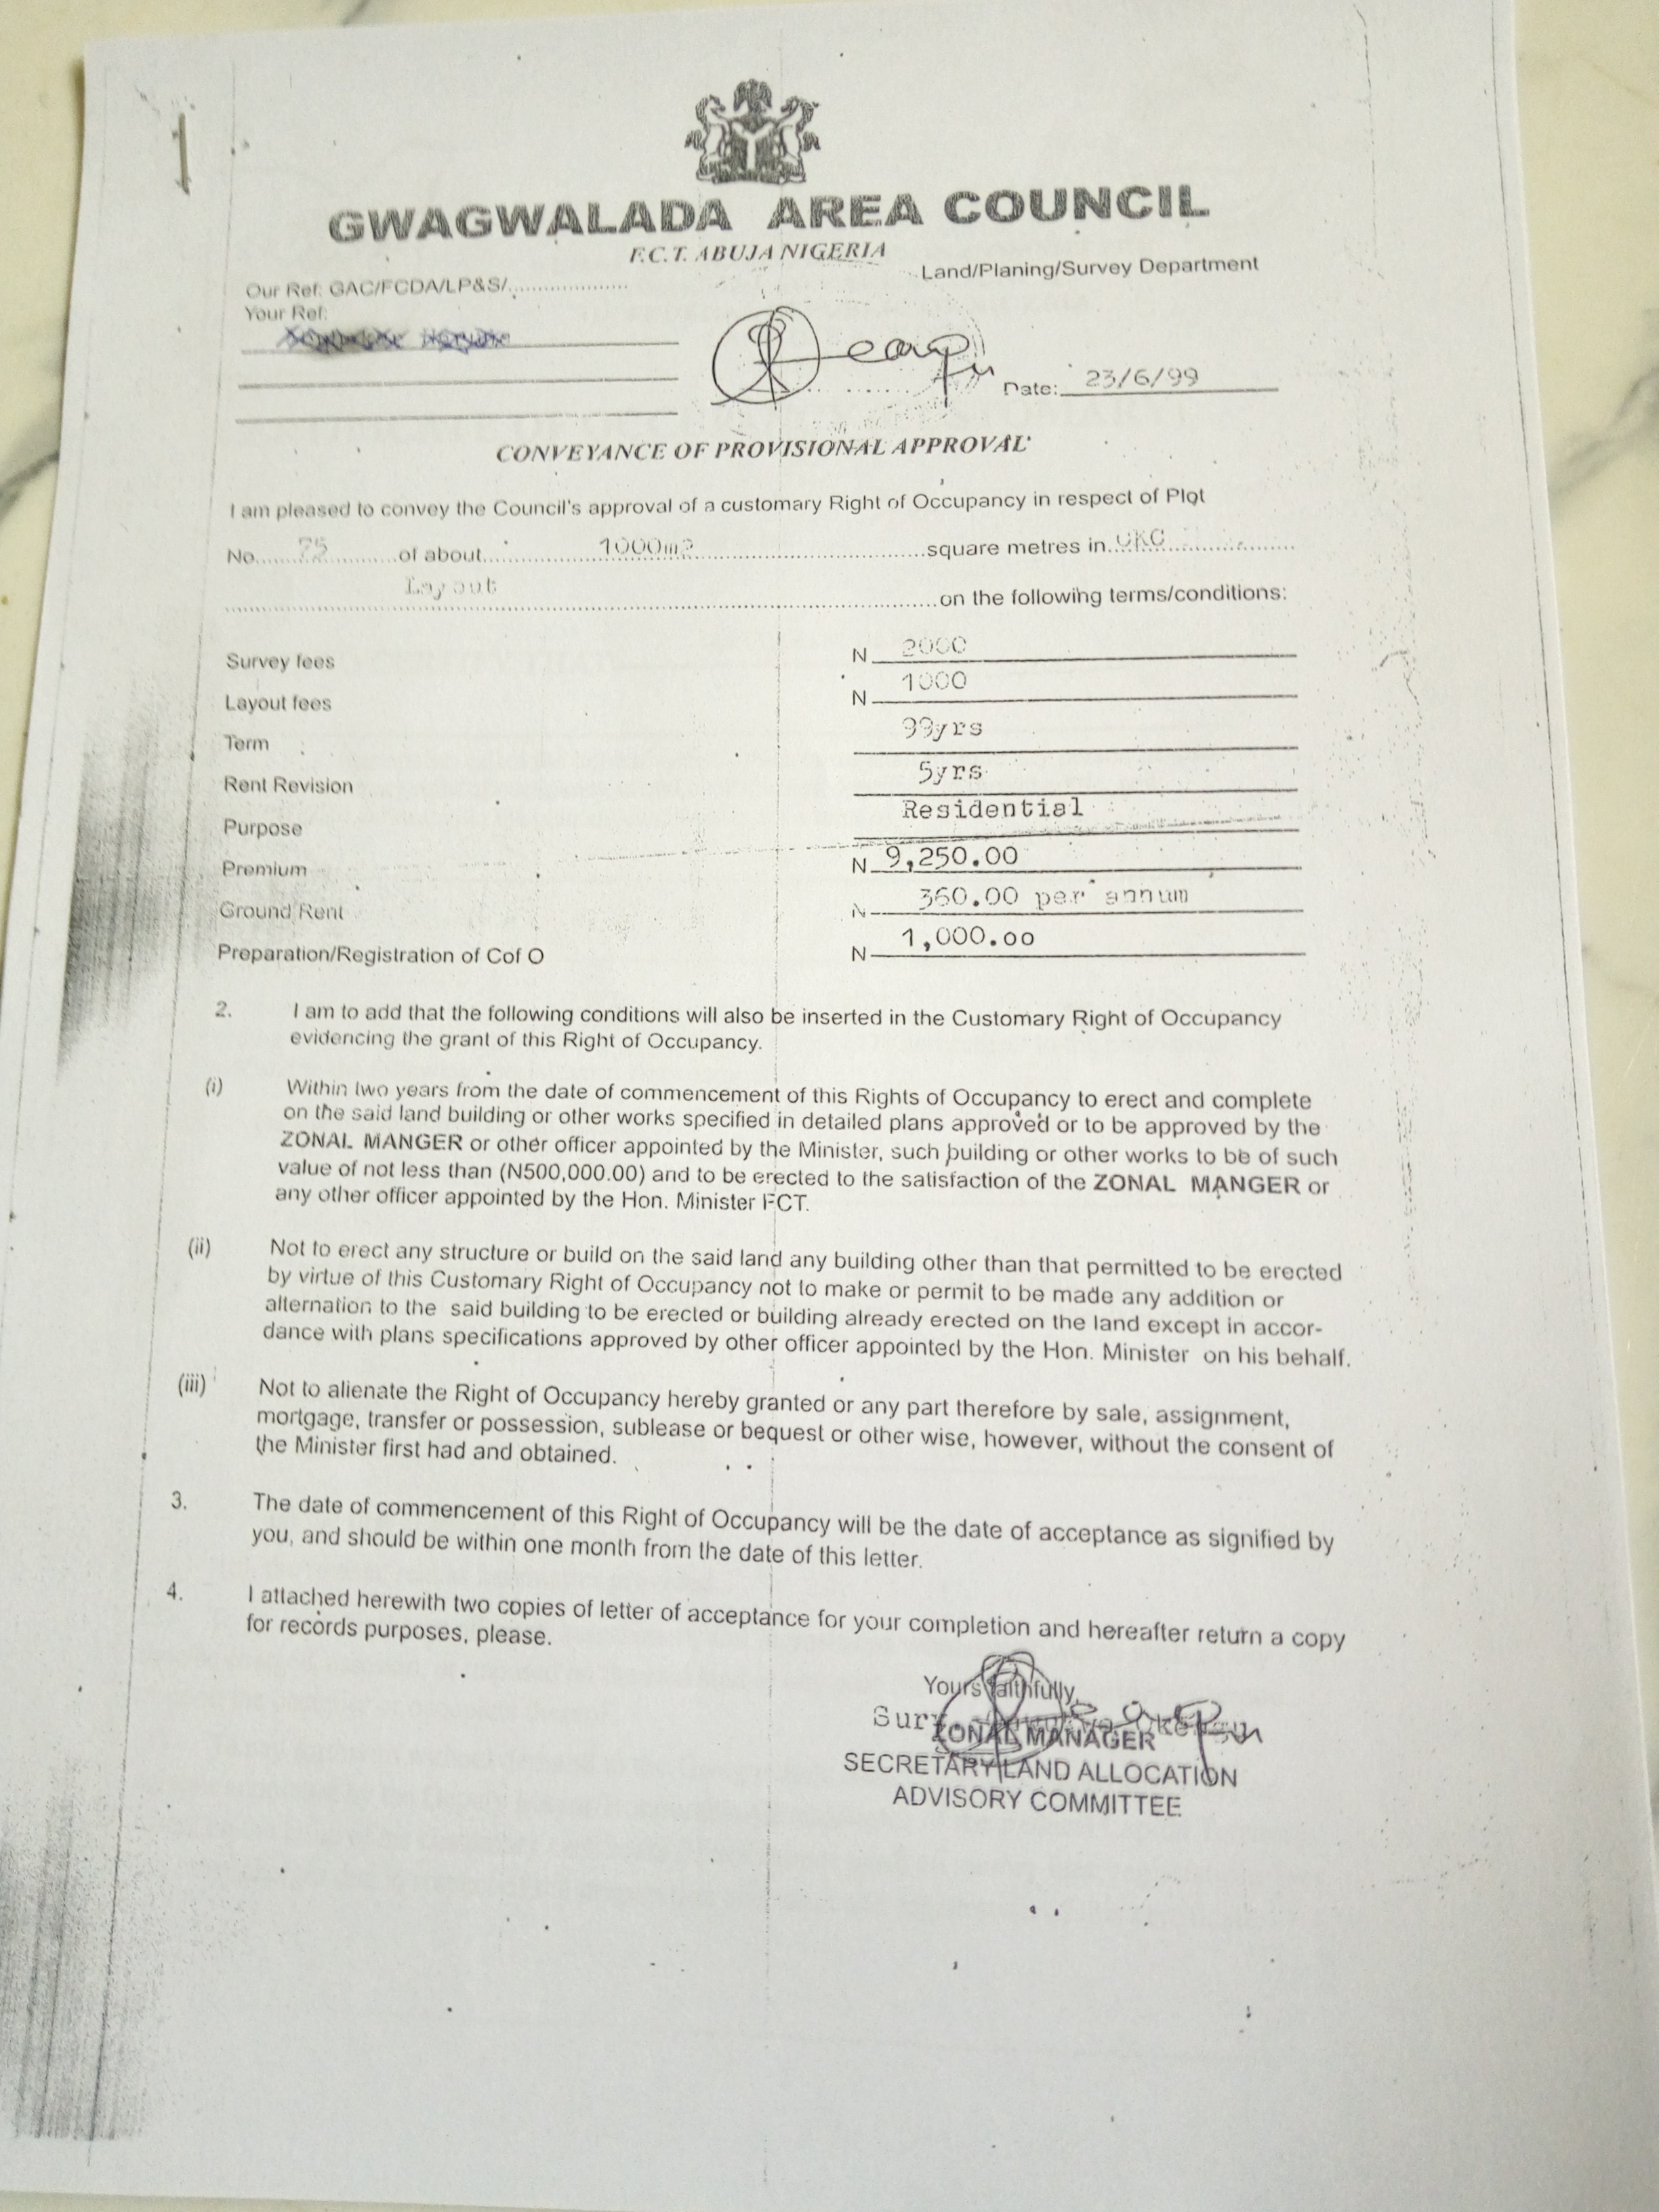 GWAGWALADA AREA COUNCIL
F.C.T. ABUJA NIGERIA
Land/Planing/Survey Department
Our Ref: GAC/FCDA/LP&S/.....................
Your Ref:
Date: 23/6/99
CONVEYANCE OF PROVISIONAL APPROVAL
I am pleased to convey the Council's approval of a customary Right of Occupancy in respect of Plot
No. 75 of about 1000m2 square metres in
Layout on the following terms/conditions:
Survey fees N 2000
Layout fees N 1000
Term 99yrs
Rent Revision 5yrs
Purpose Residential
Premium N 9,250.00
Ground Rent N 360.00 per annum
Preparation/Registration of Cof O N 1,000.00
2. I am to add that the following conditions will also be inserted in the Customary Right of Occupancy
evidencing the grant of this Right of Occupancy.
(i) Within two years from the date of commencement of this Rights of Occupancy to erect and complete
on the said land building or other works specified in detailed plans approved or to be approved by the
ZONAL MANGER or other officer appointed by the Minister, such building or other works to be of such
value of not less than (N500,000.00) and to be erected to the satisfaction of the ZONAL MANGER or
any other officer appointed by the Hon. Minister FCT.
(ii) Not to erect any structure or build on the said land any building other than that permitted to be erected
by virtue of this Customary Right of Occupancy not to make or permit to be made any addition or
alternation to the said building to be erected or building already erected on the land except in accor-
dance with plans specifications approved by other officer appointed by the Hon. Minister on his behalf.
(iii) Not to alienate the Right of Occupancy hereby granted or any part therefore by sale, assignment,
mortgage, transfer or possession, sublease or bequest or other wise, however, without the consent of
the Minister first had and obtained.
3. The date of commencement of this Right of Occupancy will be the date of acceptance as signified by
you, and should be within one month from the date of this letter.
4. I attached herewith two copies of letter of acceptance for your completion and hereafter return a copy
for records purposes, please.
Yours faithfully,
ZONAL MANAGER
SECRETARY LAND ALLOCATION
ADVISORY COMMITTEE